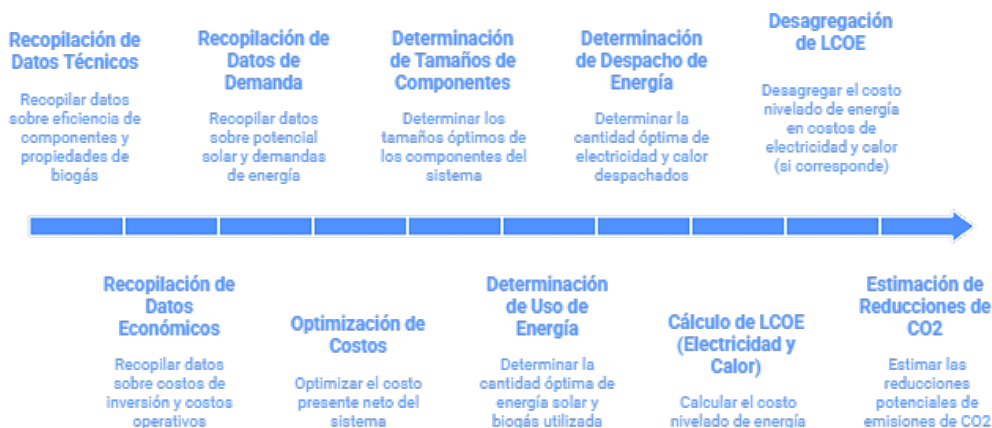 Recopilación de
Datos Técnicos
Recopilar datos
sobre eficiencia de
componentes y
propiedades de
biogás
Recopilación de
Datos
Económicos
Recopilar datos
sobre costos de
inversión y costos
operativos
Recopilación de
Datos de
Demanda
Recopilar datos
sobre potencial
solar y demandas
de energía
Optimización de
Costos
Optimizar el costo
presente neto del
sistema
Determinación
de Tamaños de
Componentes
Determinar los
tamaños óptimos de
los componentes del
sistema
Determinación
de Uso de
Energía
Determinar la
cantidad óptima de
energía solar y
biogás utilizada
Determinación
de Despacho de
Energía
Determinar la
cantidad óptima de
electricidad y calor
despachados
Cálculo de LCOE
(Electricidad y
Calor)
Calcular el costo
nivelado de energía
Desagregación
de LCOE
Desagregar el costo
nivelado de energía
en costos de
electricidad y calor
(si corresponde)
Estimación de
Reducciones de
CO2
Estimar las
reducciones
potenciales de
emisiones de CO2